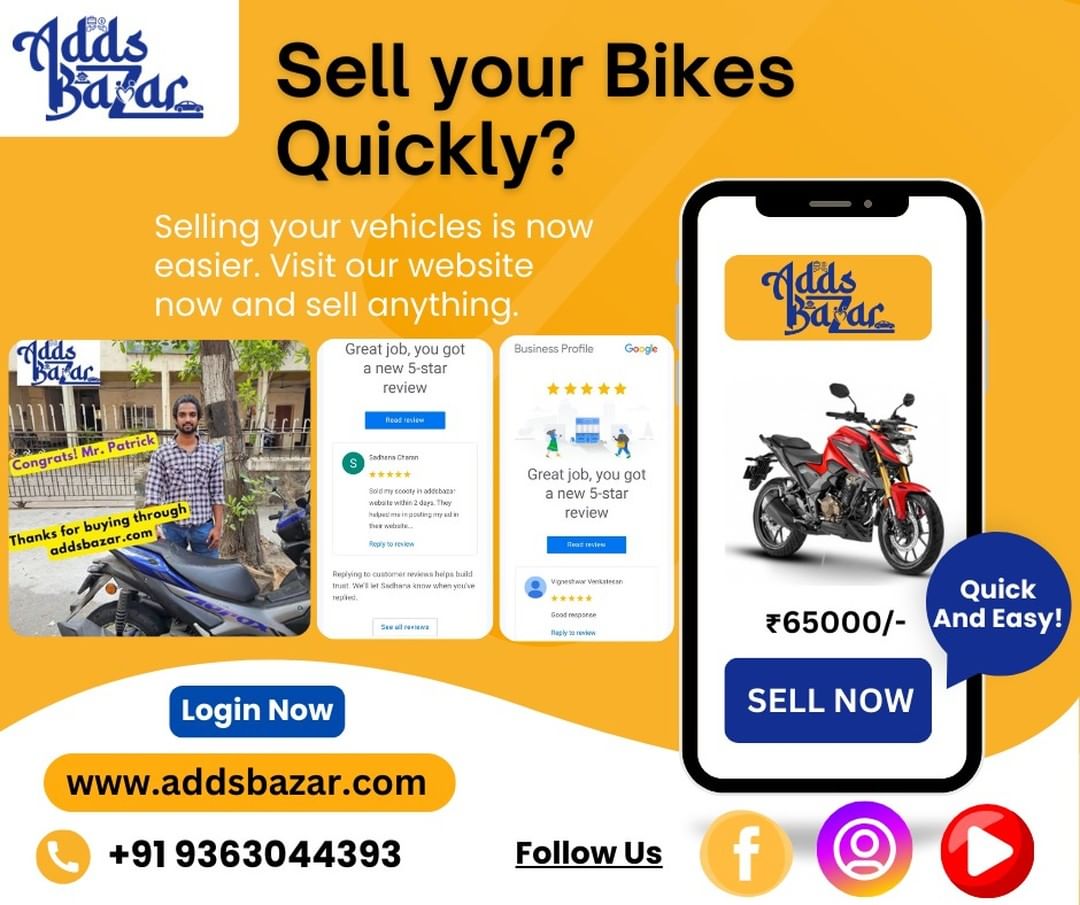 Adds
Bazar
Sell your Bikes
Quickly?
Selling your vehicles is now
easier. Visit our website
now and sell anything.
Adds
Bazar
Congrats! Mr. Patrick
Thanks for buying through
addsbazar.com
AEROX
Great job, you got
a new 5-star
review
Read review
S
Sadhana Charan
Sold my scooty in addsbazar
website within 2 days. They
helped me in posting my ad in
their website...
Reply to review
Replying to customer reviews helps build
trust. We'll let Sadhana know when you've
replied.
See all reviews
Business Profile
Google
Great job, you got
a new 5-star
review
Read review
Vigneshwar Venkatesan
Good response
Reply to review
Adds
Bazar
₹65000/-
Quick
And Easy!
SELL NOW
Login Now
www.addsbazar.com
+91 9363044393
Follow Us